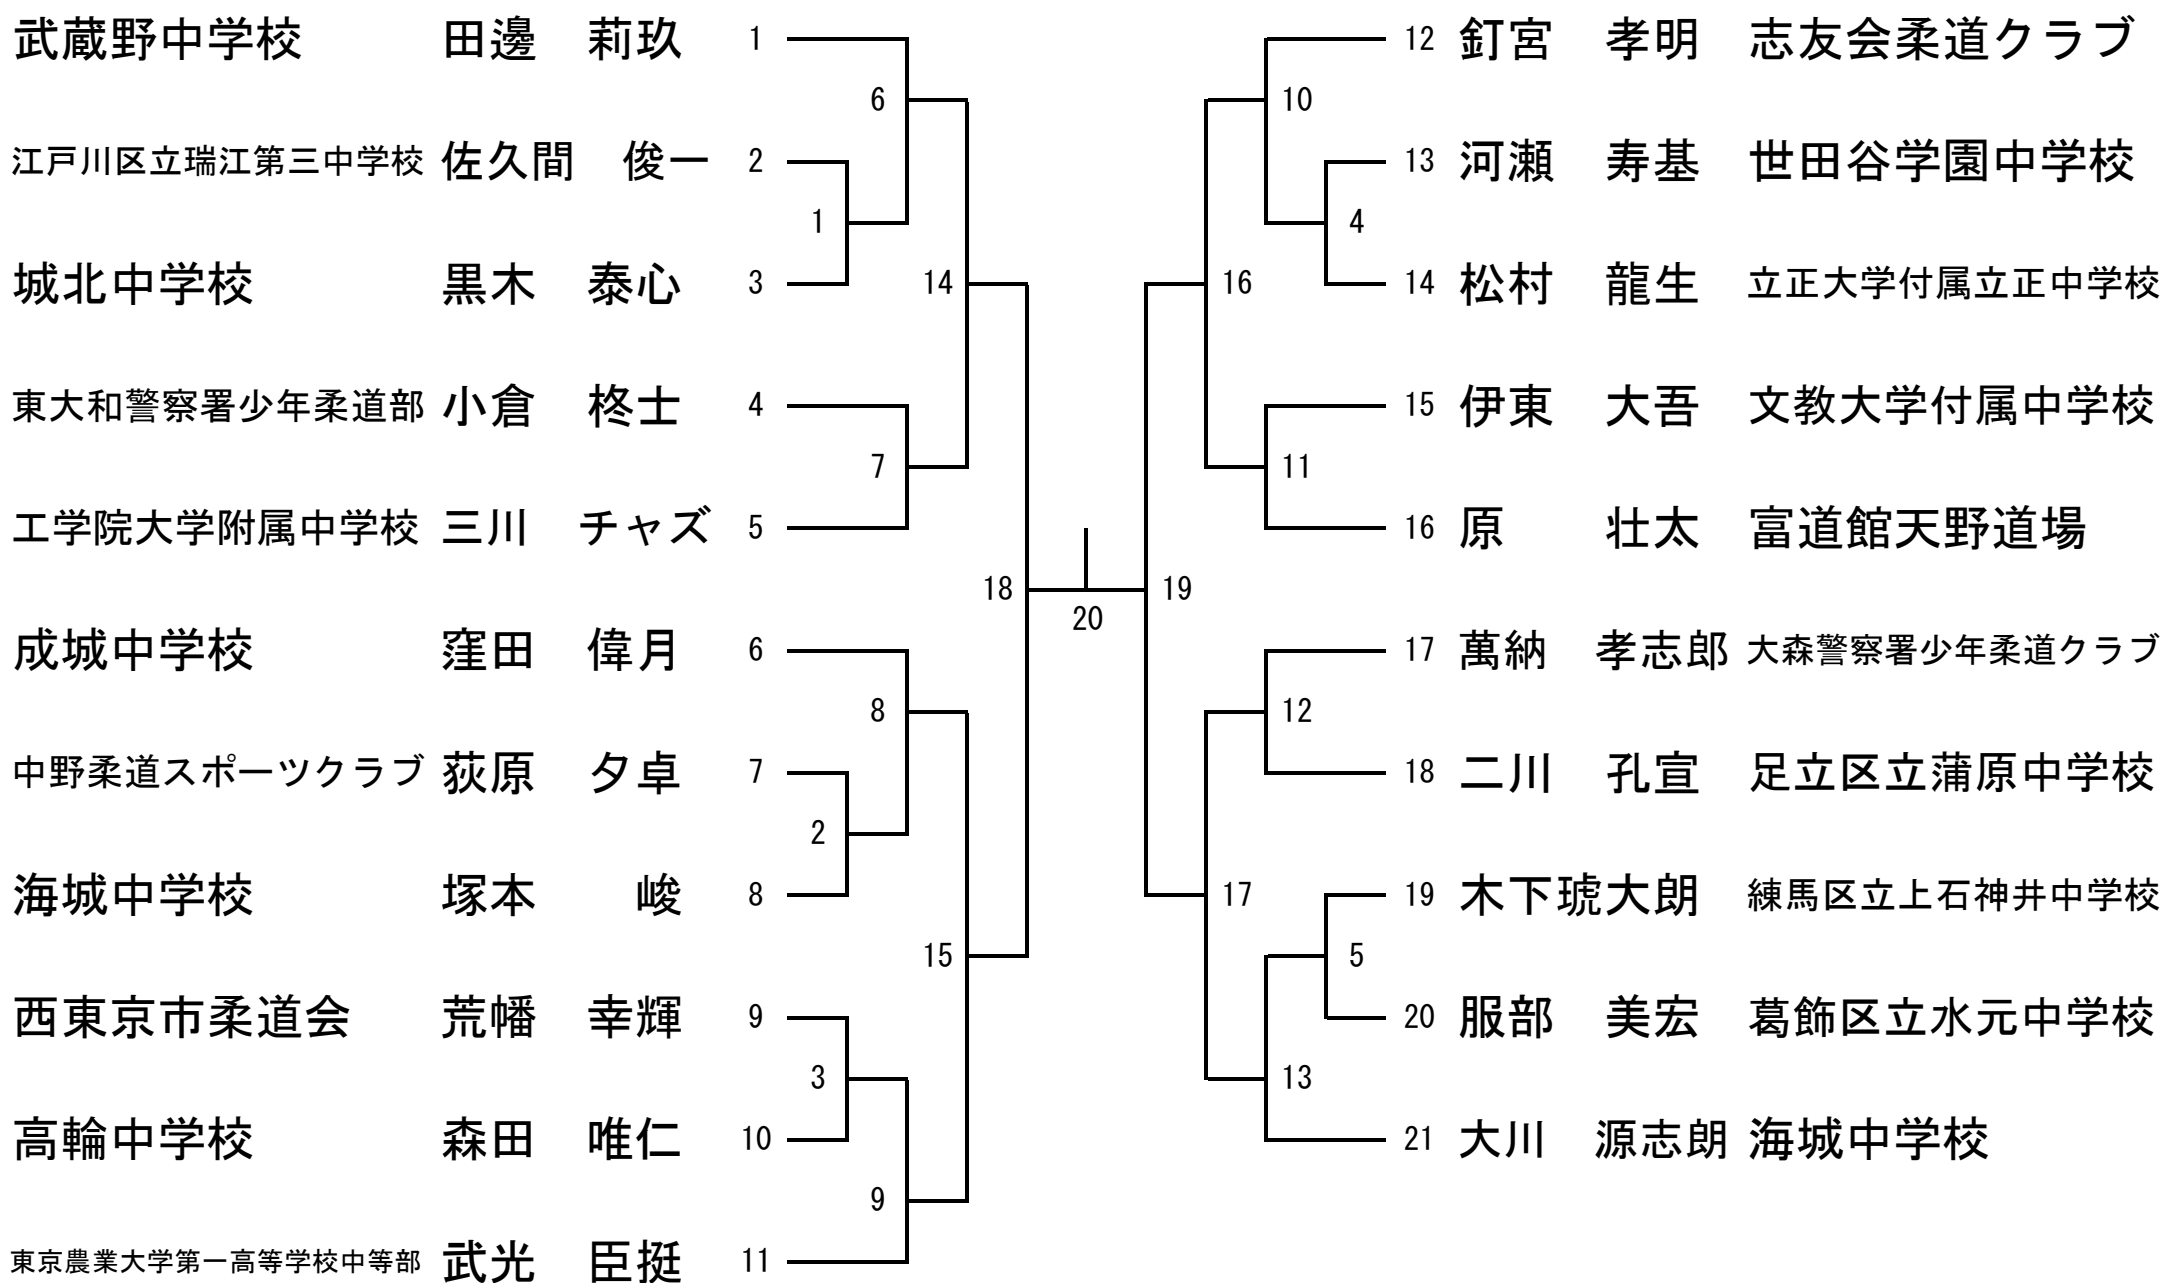 武蔵野中学校 田邊 莉玖 1
6
江戸川区立瑞江第三中学校 佐久間 俊一 2
1
城北中学校 黒木 泰心 3
14
東大和警察署少年柔道部 小倉 柊士 4
7
工学院大学附属中学校 三川 チャズ 5
18
成城中学校 窪田 偉月 6
8
中野柔道スポーツクラブ 荻原 夕卓 7
2
海城中学校 塚本 峻 8
15
西東京市柔道会 荒幡 幸輝 9
3
高輪中学校 森田 唯仁 10
9
東京農業大学第一高等学校中等部 武光 臣挺 11
20
12 釘宮 孝明 志友会柔道クラブ
10
13 河瀬 寿基 世田谷学園中学校
4
14 松村 龍生 立正大学付属立正中学校
16
15 伊東 大吾 文教大学付属中学校
11
16 原 壮太 富道館天野道場
19
17 萬納 孝志郎 大森警察署少年柔道クラブ
12
18 二川 孔宣 足立区立蒲原中学校
17
19 木下琥大朗 練馬区立上石神井中学校
5
20 服部 美宏 葛飾区立水元中学校
13
21 大川 源志朗 海城中学校